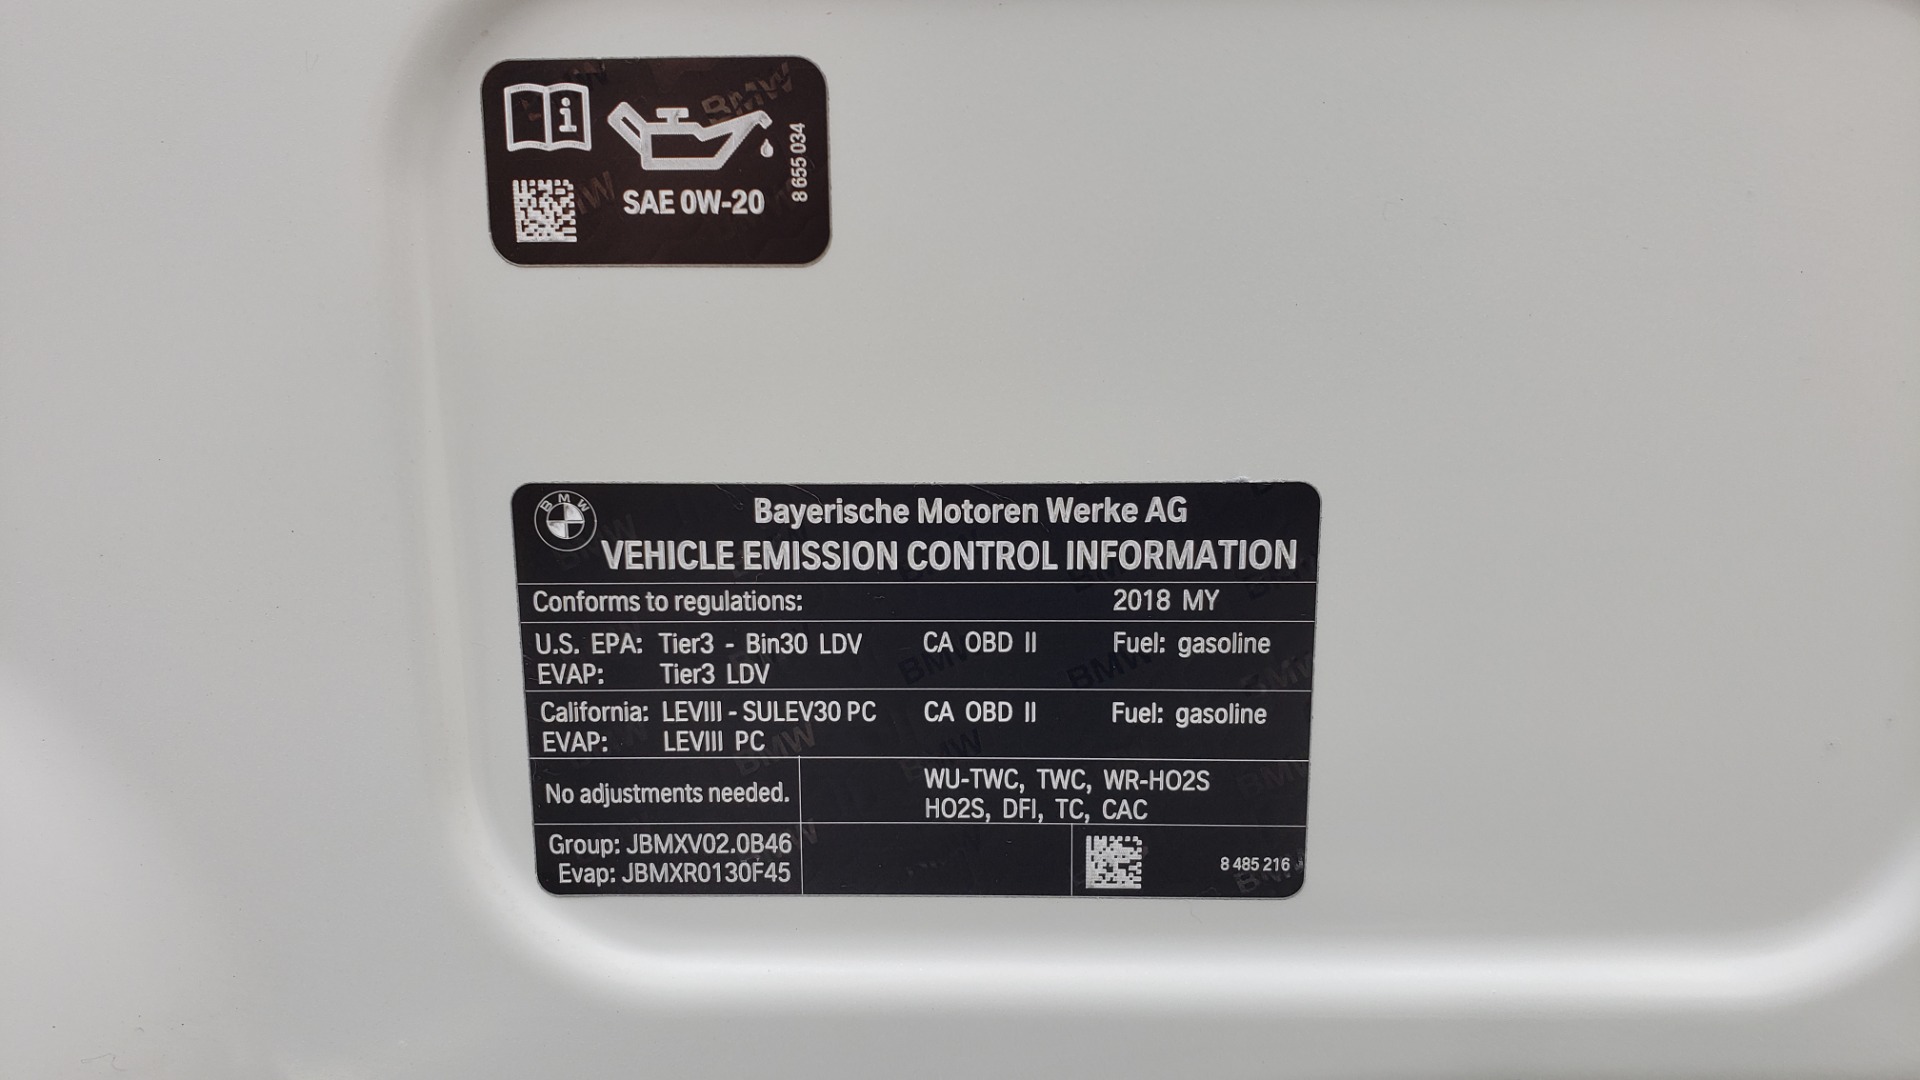 SAE 0W-20
8 655 034
BMW
Bayerische Motoren Werke AG
VEHICLE EMISSION CONTROL INFORMATION
Conforms to regulations: 2018 MY
U.S. EPA: Tier3 - Bin30 LDV CA OBD II Fuel: gasoline
EVAP: Tier3 LDV
California: LEVIII - SULEV30 PC CA OBD II Fuel: gasoline
EVAP: LEVIII PC
No adjustments needed.
WU-TWC, TWC, WR-HO2S
HO2S, DFI, TC, CAC
Group: JBMXV02.0B46
Evap: JBMXR0130F45
8 485 216